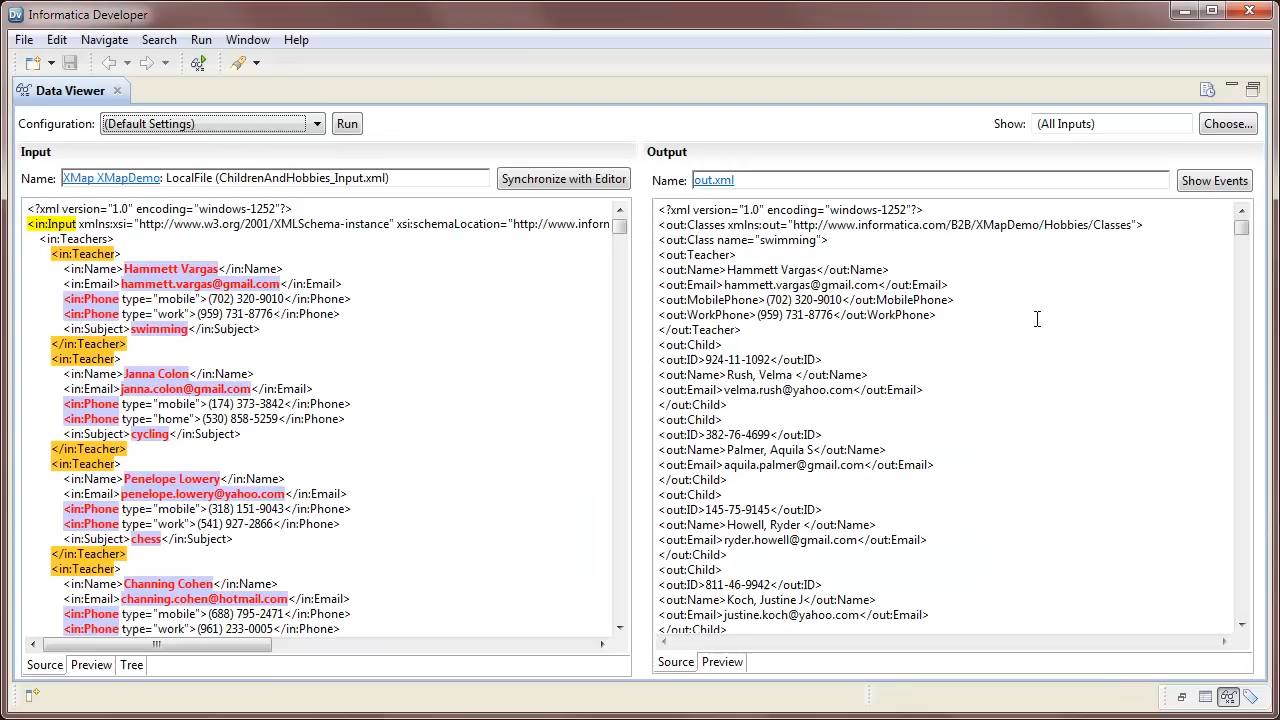 Dv Informatica Developer
File Edit Navigate Search Run Window Help
Data Viewer
Configuration: (Default Settings) Run Show: (All Inputs) Choose...
Input
Name: XMap XMapDemo: LocalFile (ChildrenAndHobbies_Input.xml) Synchronize with Editor
<?xml version="1.0" encoding="windows-1252"?>
<in:Input xmlns:xsi="http://www.w3.org/2001/XMLSchema-instance" xsi:schemaLocation="http://www.inform
<in:Teachers>
<in:Teacher>
<in:Name>Hammett Vargas</in:Name>
<in:Email>hammett.vargas@gmail.com</in:Email>
<in:Phone type="mobile">(702) 320-9010</in:Phone>
<in:Phone type="work">(959) 731-8776</in:Phone>
<in:Subject>swimming</in:Subject>
</in:Teacher>
<in:Teacher>
<in:Name>Janna Colon</in:Name>
<in:Email>janna.colon@gmail.com</in:Email>
<in:Phone type="mobile">(174) 373-3842</in:Phone>
<in:Phone type="home">(530) 858-5259</in:Phone>
<in:Subject>cycling</in:Subject>
</in:Teacher>
<in:Teacher>
<in:Name>Penelope Lowery</in:Name>
<in:Email>penelope.lowery@yahoo.com</in:Email>
<in:Phone type="mobile">(318) 151-9043</in:Phone>
<in:Phone type="work">(541) 927-2866</in:Phone>
<in:Subject>chess</in:Subject>
</in:Teacher>
<in:Teacher>
<in:Name>Channing Cohen</in:Name>
<in:Email>channing.cohen@hotmail.com</in:Email>
<in:Phone type="mobile">(688) 795-2471</in:Phone>
<in:Phone type="work">(961) 233-0005</in:Phone>
Source Preview Tree
Output
Name: out.xml Show Events
<?xml version="1.0" encoding="windows-1252"?>
<out:Classes xmlns:out="http://www.informatica.com/B2B/XMapDemo/Hobbies/Classes">
<out:Class name="swimming">
<out:Teacher>
<out:Name>Hammett Vargas</out:Name>
<out:Email>hammett.vargas@gmail.com</out:Email>
<out:MobilePhone>(702) 320-9010</out:MobilePhone>
<out:WorkPhone>(959) 731-8776</out:WorkPhone>
</out:Teacher>
<out:Child>
<out:ID>924-11-1092</out:ID>
<out:Name>Rush, Velma </out:Name>
<out:Email>velma.rush@yahoo.com</out:Email>
</out:Child>
<out:Child>
<out:ID>382-76-4699</out:ID>
<out:Name>Palmer, Aquila S</out:Name>
<out:Email>aquila.palmer@gmail.com</out:Email>
</out:Child>
<out:Child>
<out:ID>145-75-9145</out:ID>
<out:Name>Howell, Ryder </out:Name>
<out:Email>ryder.howell@gmail.com</out:Email>
</out:Child>
<out:Child>
<out:ID>811-46-9942</out:ID>
<out:Name>Koch, Justine J</out:Name>
<out:Email>justine.koch@yahoo.com</out:Email>
</out:Child>
Source Preview